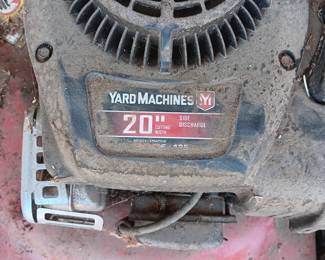 YARD MACHINES
20" CUTTING WIDTH SIDE DISCHARGE